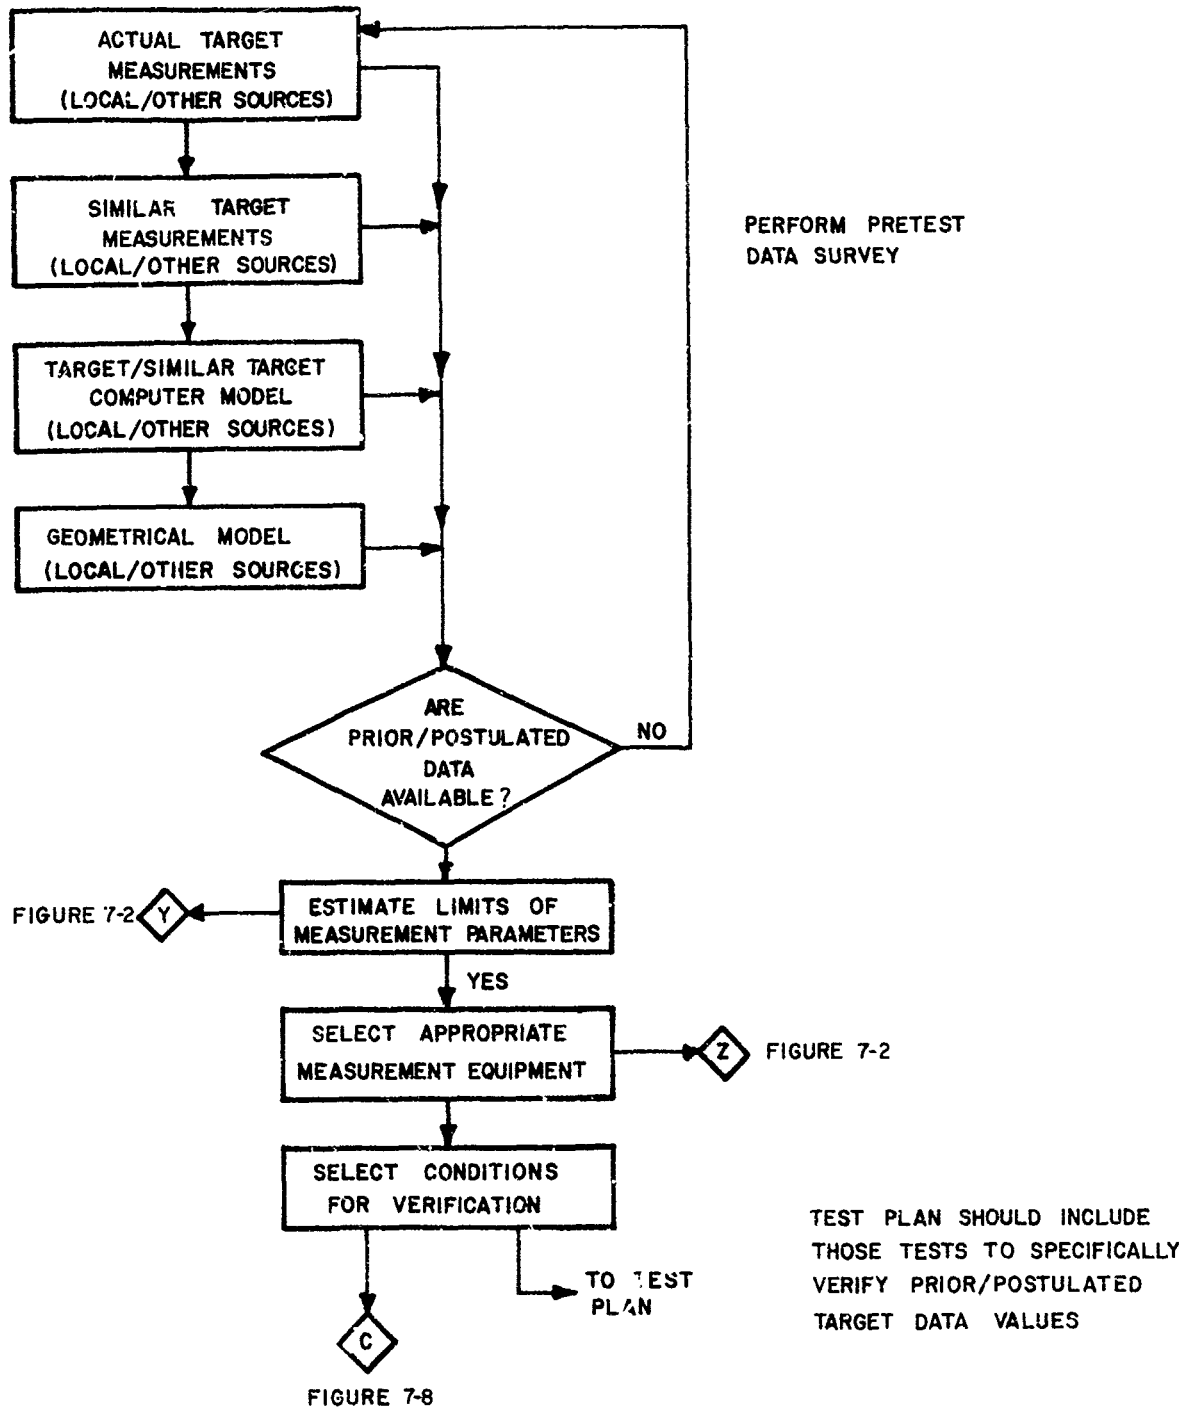 ACTUAL TARGET
MEASUREMENTS
(LOCAL/OTHER SOURCES)
SIMILAR TARGET
MEASUREMENTS
(LOCAL/OTHER SOURCES)
PERFORM PRETEST
DATA SURVEY
TARGET/SIMILAR TARGET
COMPUTER MODEL
(LOCAL/OTHER SOURCES)
GEOMETRICAL MODEL
(LOCAL/OTHER SOURCES)
ARE
PRIOR/POSTULATED
DATA
AVAILABLE?
NO
ESTIMATE LIMITS OF
MEASUREMENT PARAMETERS
FIGURE 7-2
Y
YES
SELECT APPROPRIATE
MEASUREMENT EQUIPMENT
Z
FIGURE 7-2
SELECT CONDITIONS
FOR VERIFICATION
TO TEST
PLAN
TEST PLAN SHOULD INCLUDE
THOSE TESTS TO SPECIFICALLY
VERIFY PRIOR/POSTULATED
TARGET DATA VALUES
C
FIGURE 7-8